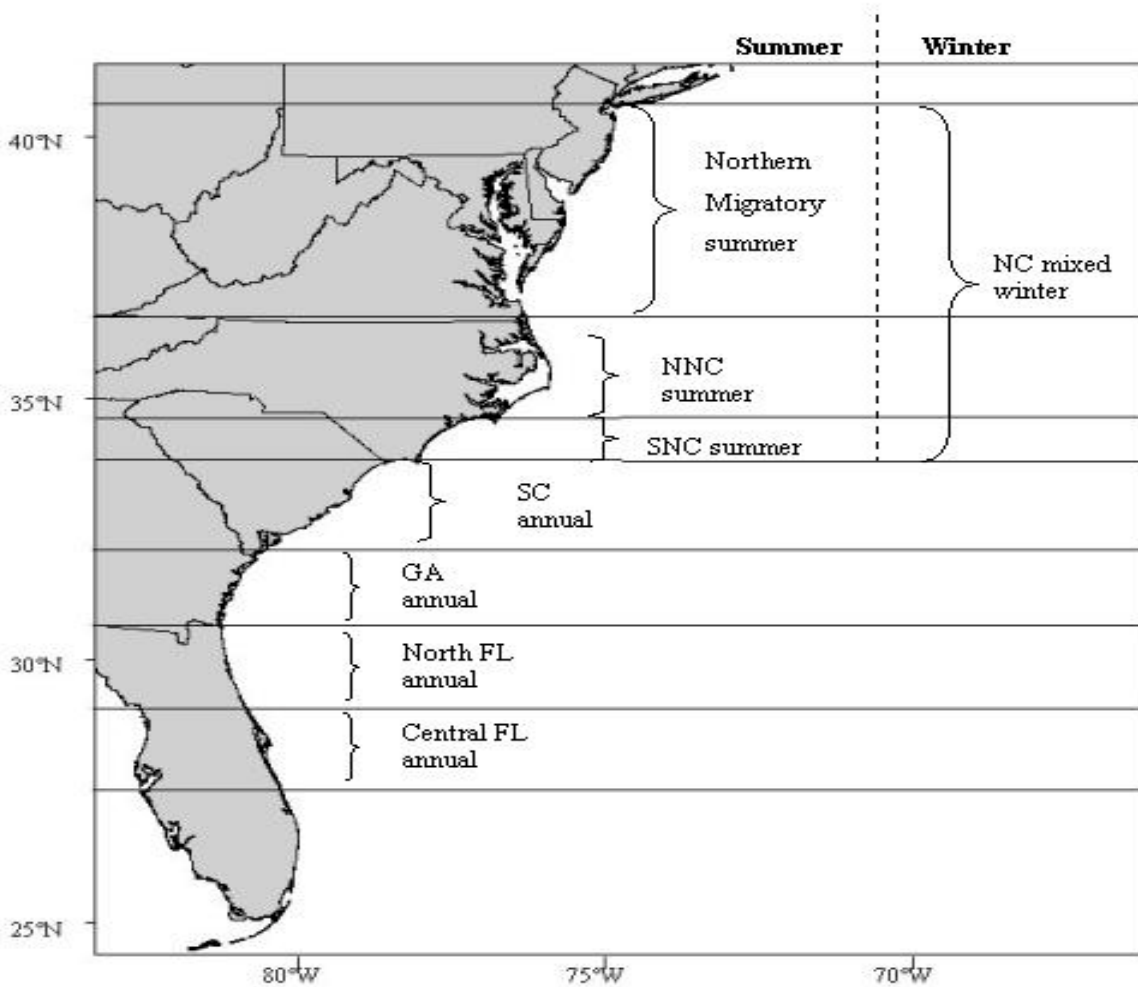 Summer
Winter
40°N
Northern
Migratory
summer
NC mixed
winter
NNC
summer
35°N
SNC summer
SC
annual
GA
annual
30°N
North FL
annual
Central FL
annual
25°N
80°W
75°W
70°W